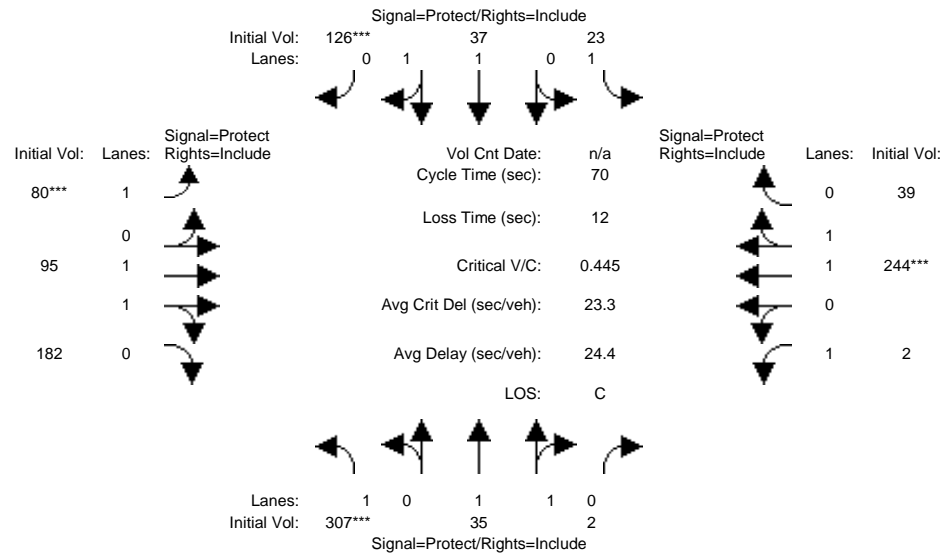 Signal=Protect/Rights=Include
Initial Vol: 126*** 37 23
Lanes: 0 1 1 0 1
Signal=Protect
Initial Vol: Lanes: Rights=Include
Vol Cnt Date: n/a
Signal=Protect
Rights=Include Lanes: Initial Vol:
Cycle Time (sec): 70
80*** 1
0 39
Loss Time (sec): 12
0
1
95 1
Critical V/C: 0.445
1 244***
1
Avg Crit Del (sec/veh): 23.3
0
182 0
Avg Delay (sec/veh): 24.4
1 2
LOS: C
Lanes: 1 0 1 1 0
Initial Vol: 307*** 35 2
Signal=Protect/Rights=Include